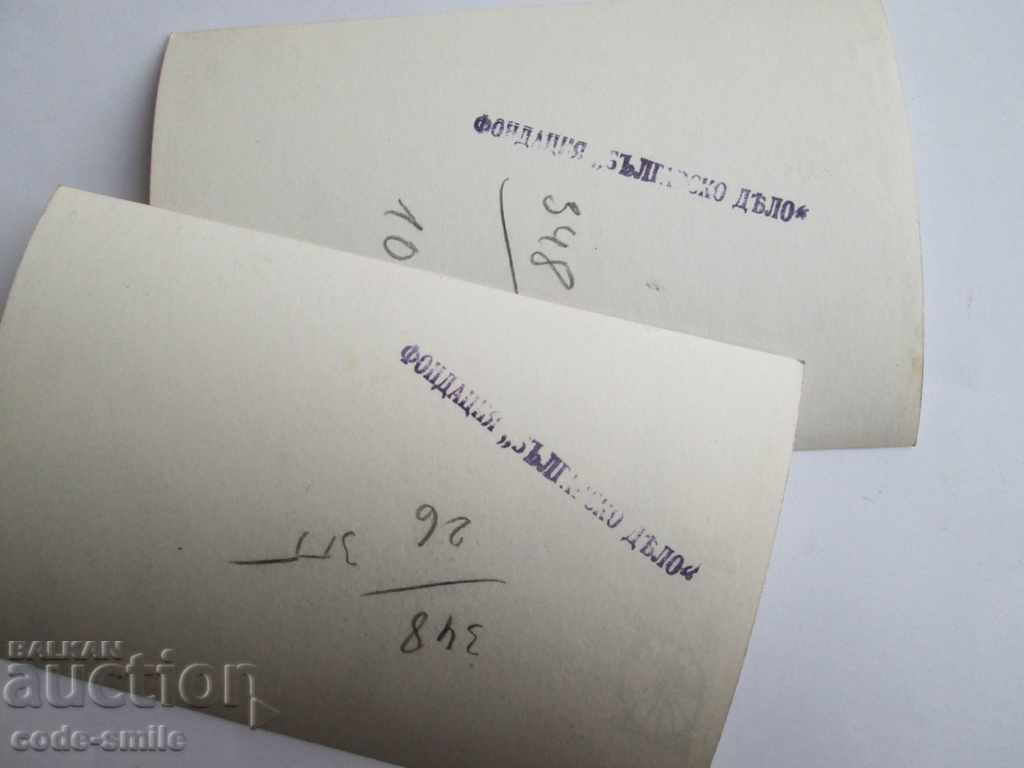 ФОНДАЦИЯ „БЪЛГАРСКО ДѢЛО“
348
10
ФОНДАЦИЯ „БЪЛГАРСКО ДѢЛО“
348
26
BALKAN
auction
code-smile